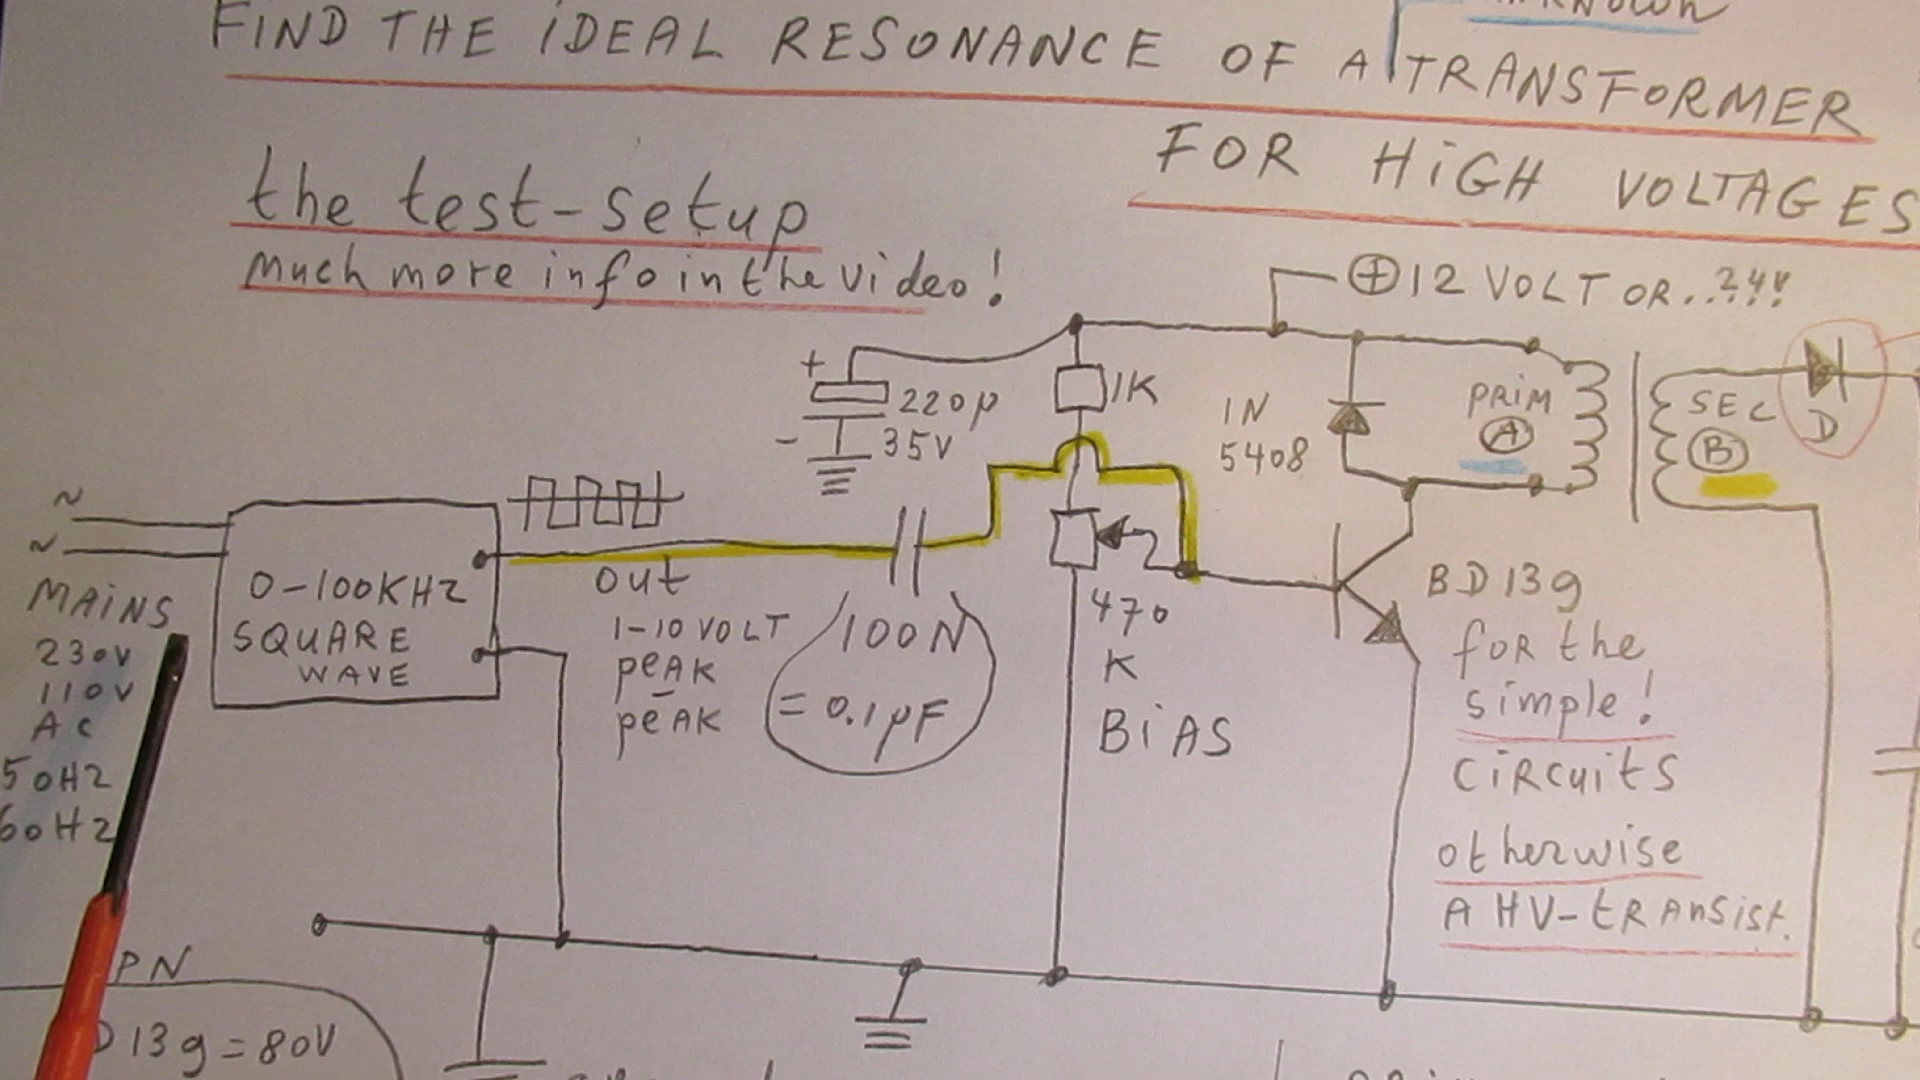 FIND THE iDEAL RESONANCE OF A TRANSFORMER
FOR HiGH VOLTAGES
the test-setup
much more info in the video!
+ 12 VOLT OR..?24V
+
220µ
35V
-
1K
1N
5408
PRiM
A
SEC
B
D
~
~
MAiNS
230V
110V
AC
50HZ
60HZ
0-100KHZ
SQUARE
WAVE
out
1-10 VOLT
peAK
-
peAK
100N
= 0.1µF
470
K
BiAS
BD139
for the
simple!
CiRCuitS
otherwise
A HV-tRAnsist.
PN
D139=80V